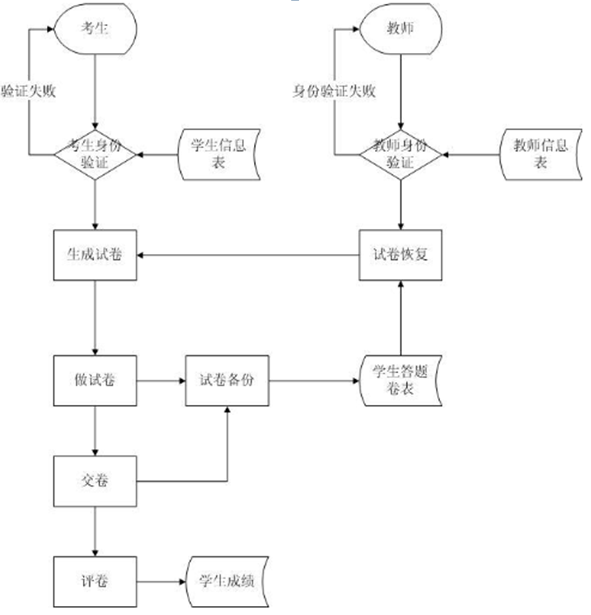 考生
教师
验证失败
身份验证失败
考生身份
验证
学生信息
表
教师身份
验证
教师信息
表
生成试卷
试卷恢复
做试卷
试卷备份
学生答题
卷表
交卷
评卷
学生成绩